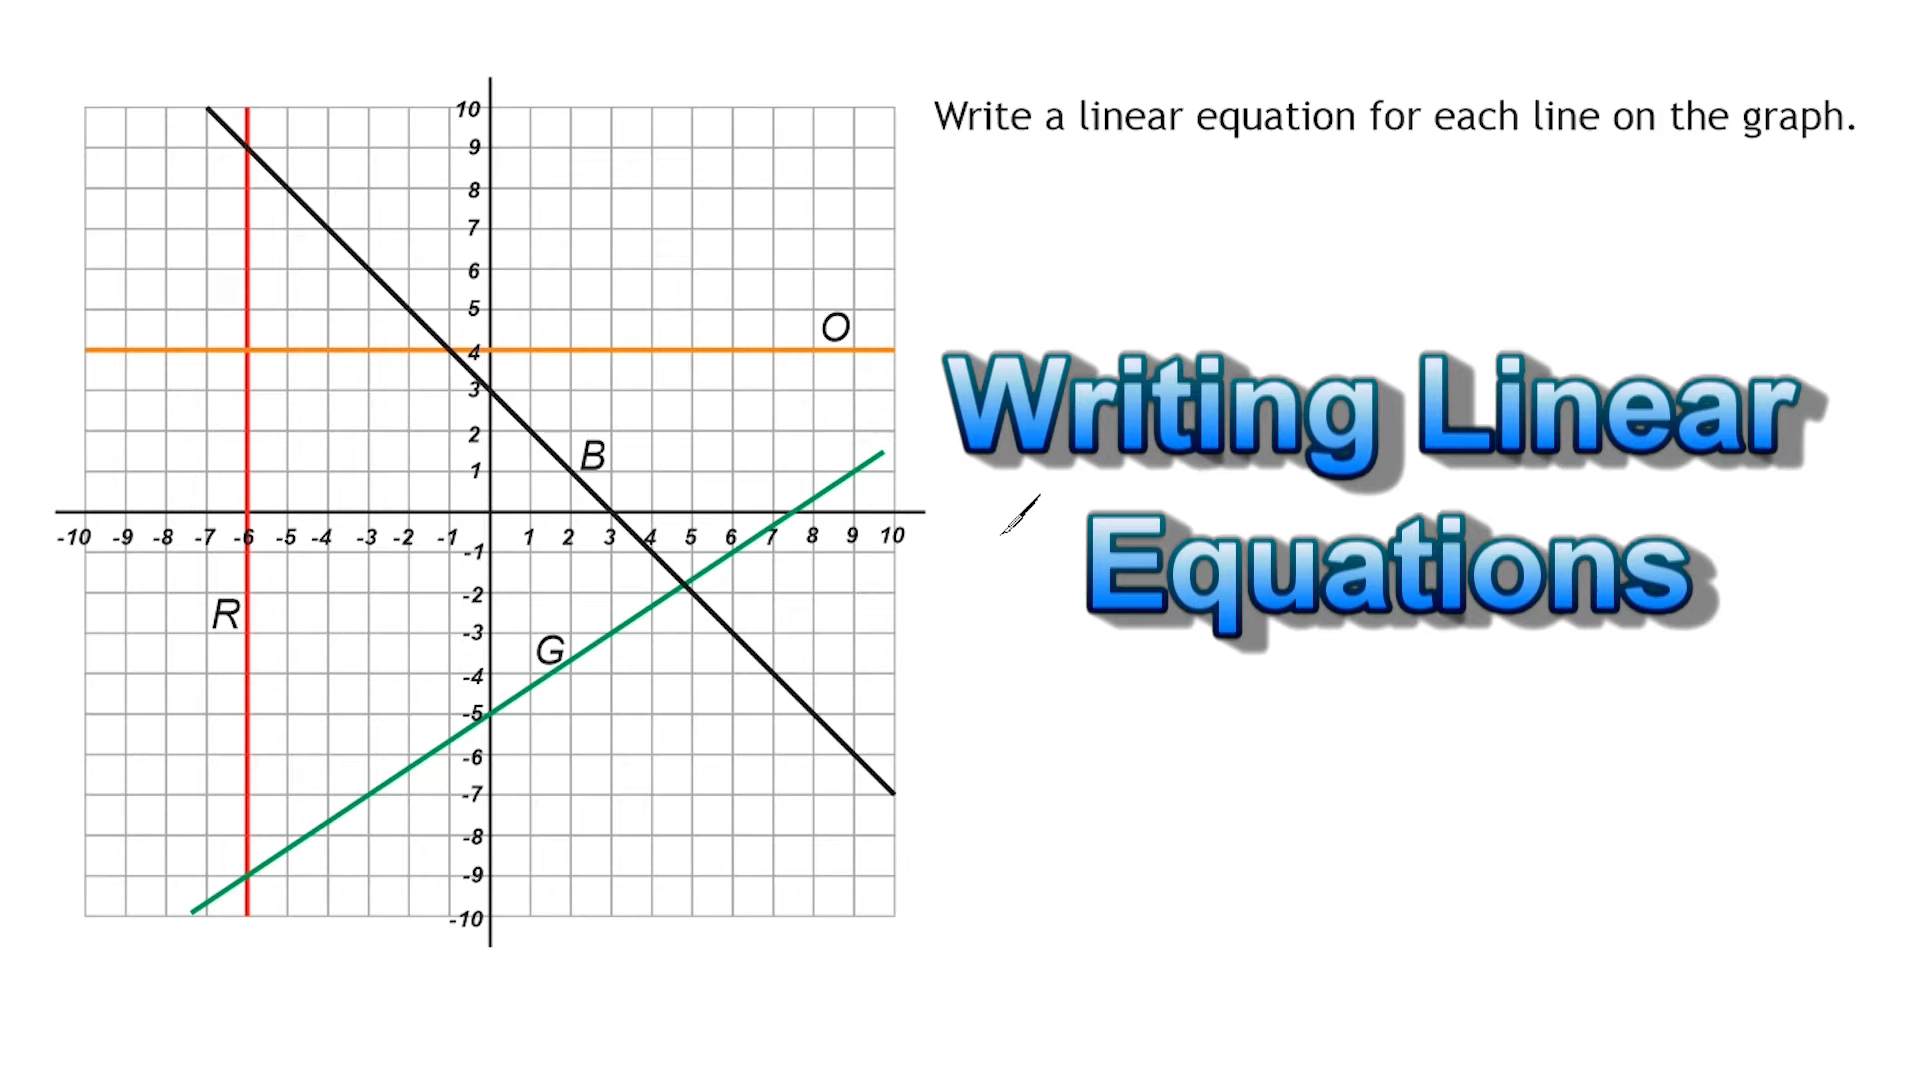 Write a linear equation for each line on the graph.
10
9
8
7
6
5
O
4
3
2
B
1
-10 -9 -8 -7 -6 -5 -4 -3 -2 -1 1 2 3 4 5 6 7 8 9 10
-1
-2
R
-3
G
-4
-5
-6
-7
-8
-9
-10
Writing Linear
Equations